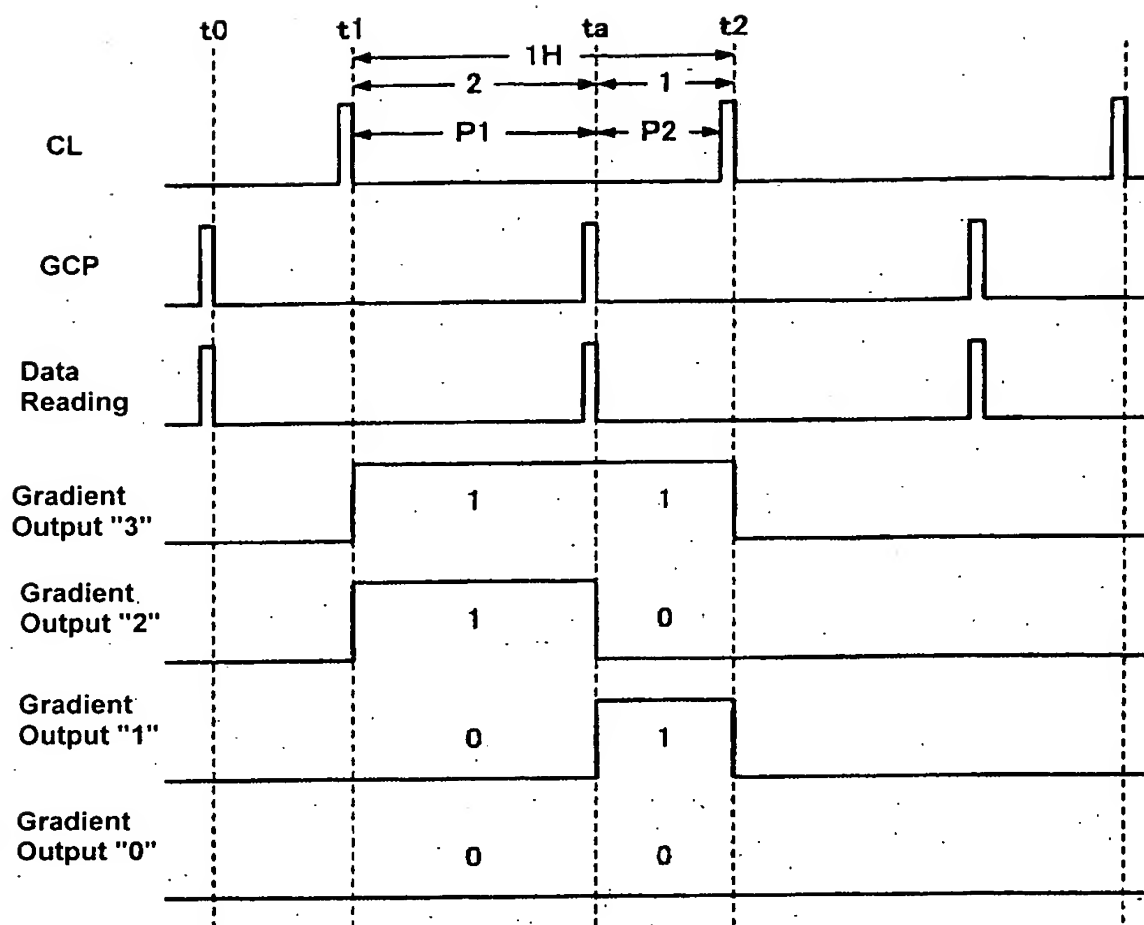 t0 t1 ta t2
1H
2 1
P1 P2
CL
GCP
Data
Reading
Gradient
Output "3"
1 1
Gradient
Output "2"
1 0
Gradient
Output "1"
0 1
Gradient
Output "0"
0 0